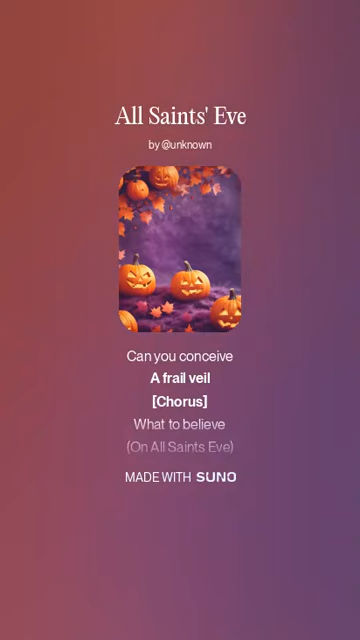 All Saints' Eve
by @unknown
Can you conceive
A frail veil
[Chorus]
What to believe
(On All Saints Eve)
MADE WITH SUNO